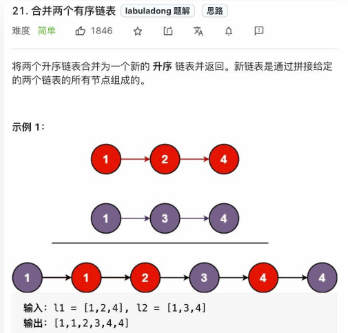 21. 合并两个有序链表 labuladong 题解 思路
难度 简单 1846
将两个升序链表合并为一个新的 升序 链表并返回。新链表是通过拼接给定
的两个链表的所有节点组成的。
示例 1：
1 2 4
1 3 4
1 1 2 3 4 4
输入：l1 = [1,2,4], l2 = [1,3,4]
输出：[1,1,2,3,4,4]